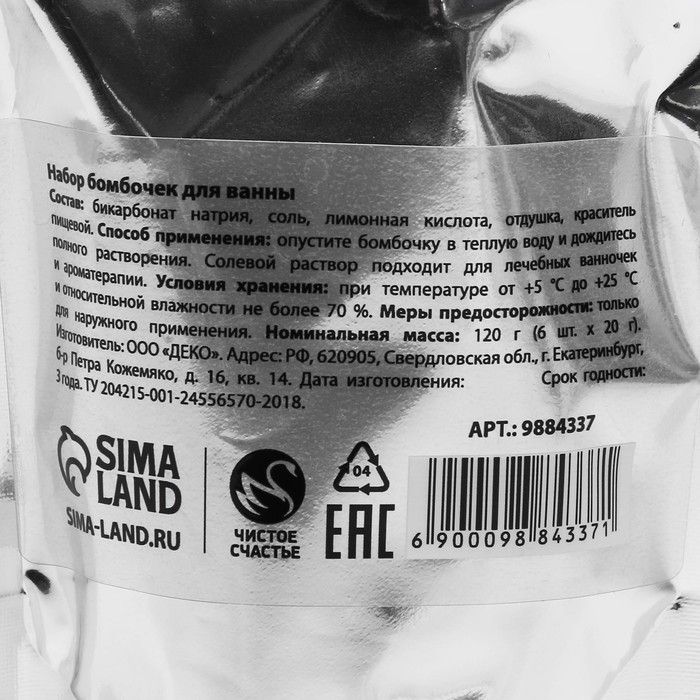 Набор бомбочек для ванны
Состав: бикарбонат натрия, соль, лимонная кислота, отдушка, краситель
пищевой. Способ применения: опустите бомбочку в теплую воду и дождитесь
полного растворения. Солевой раствор подходит для лечебных ванночек
и ароматерапии. Условия хранения: при температуре от +5 °C до +25 °C
и относительной влажности не более 70 %. Меры предосторожности: только
для наружного применения. Номинальная масса: 120 г (6 шт. х 20 г).
Изготовитель: ООО «ДЕКО». Адрес: РФ, 620905, Свердловская обл., г. Екатеринбург,
б-р Петра Кожемяко, д. 16, кв. 14. Дата изготовления: Срок годности:
3 года. ТУ 204215-001-24556570-2018.
АРТ.: 9884337
SIMA
LAND
SIMA-LAND.RU
ЧИСТОЕ
СЧАСТЬЕ
04
EAC
6 900098 843371